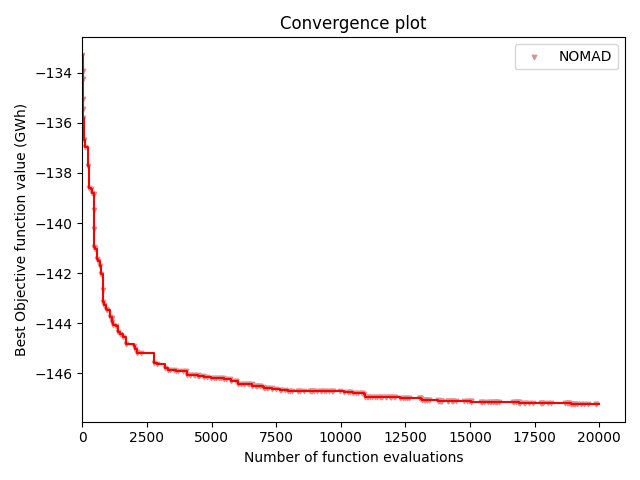 Convergence plot
NOMAD
Best Objective function value (GWh)
−134
−136
−138
−140
−142
−144
−146
0 2500 5000 7500 10000 12500 15000 17500 20000
Number of function evaluations